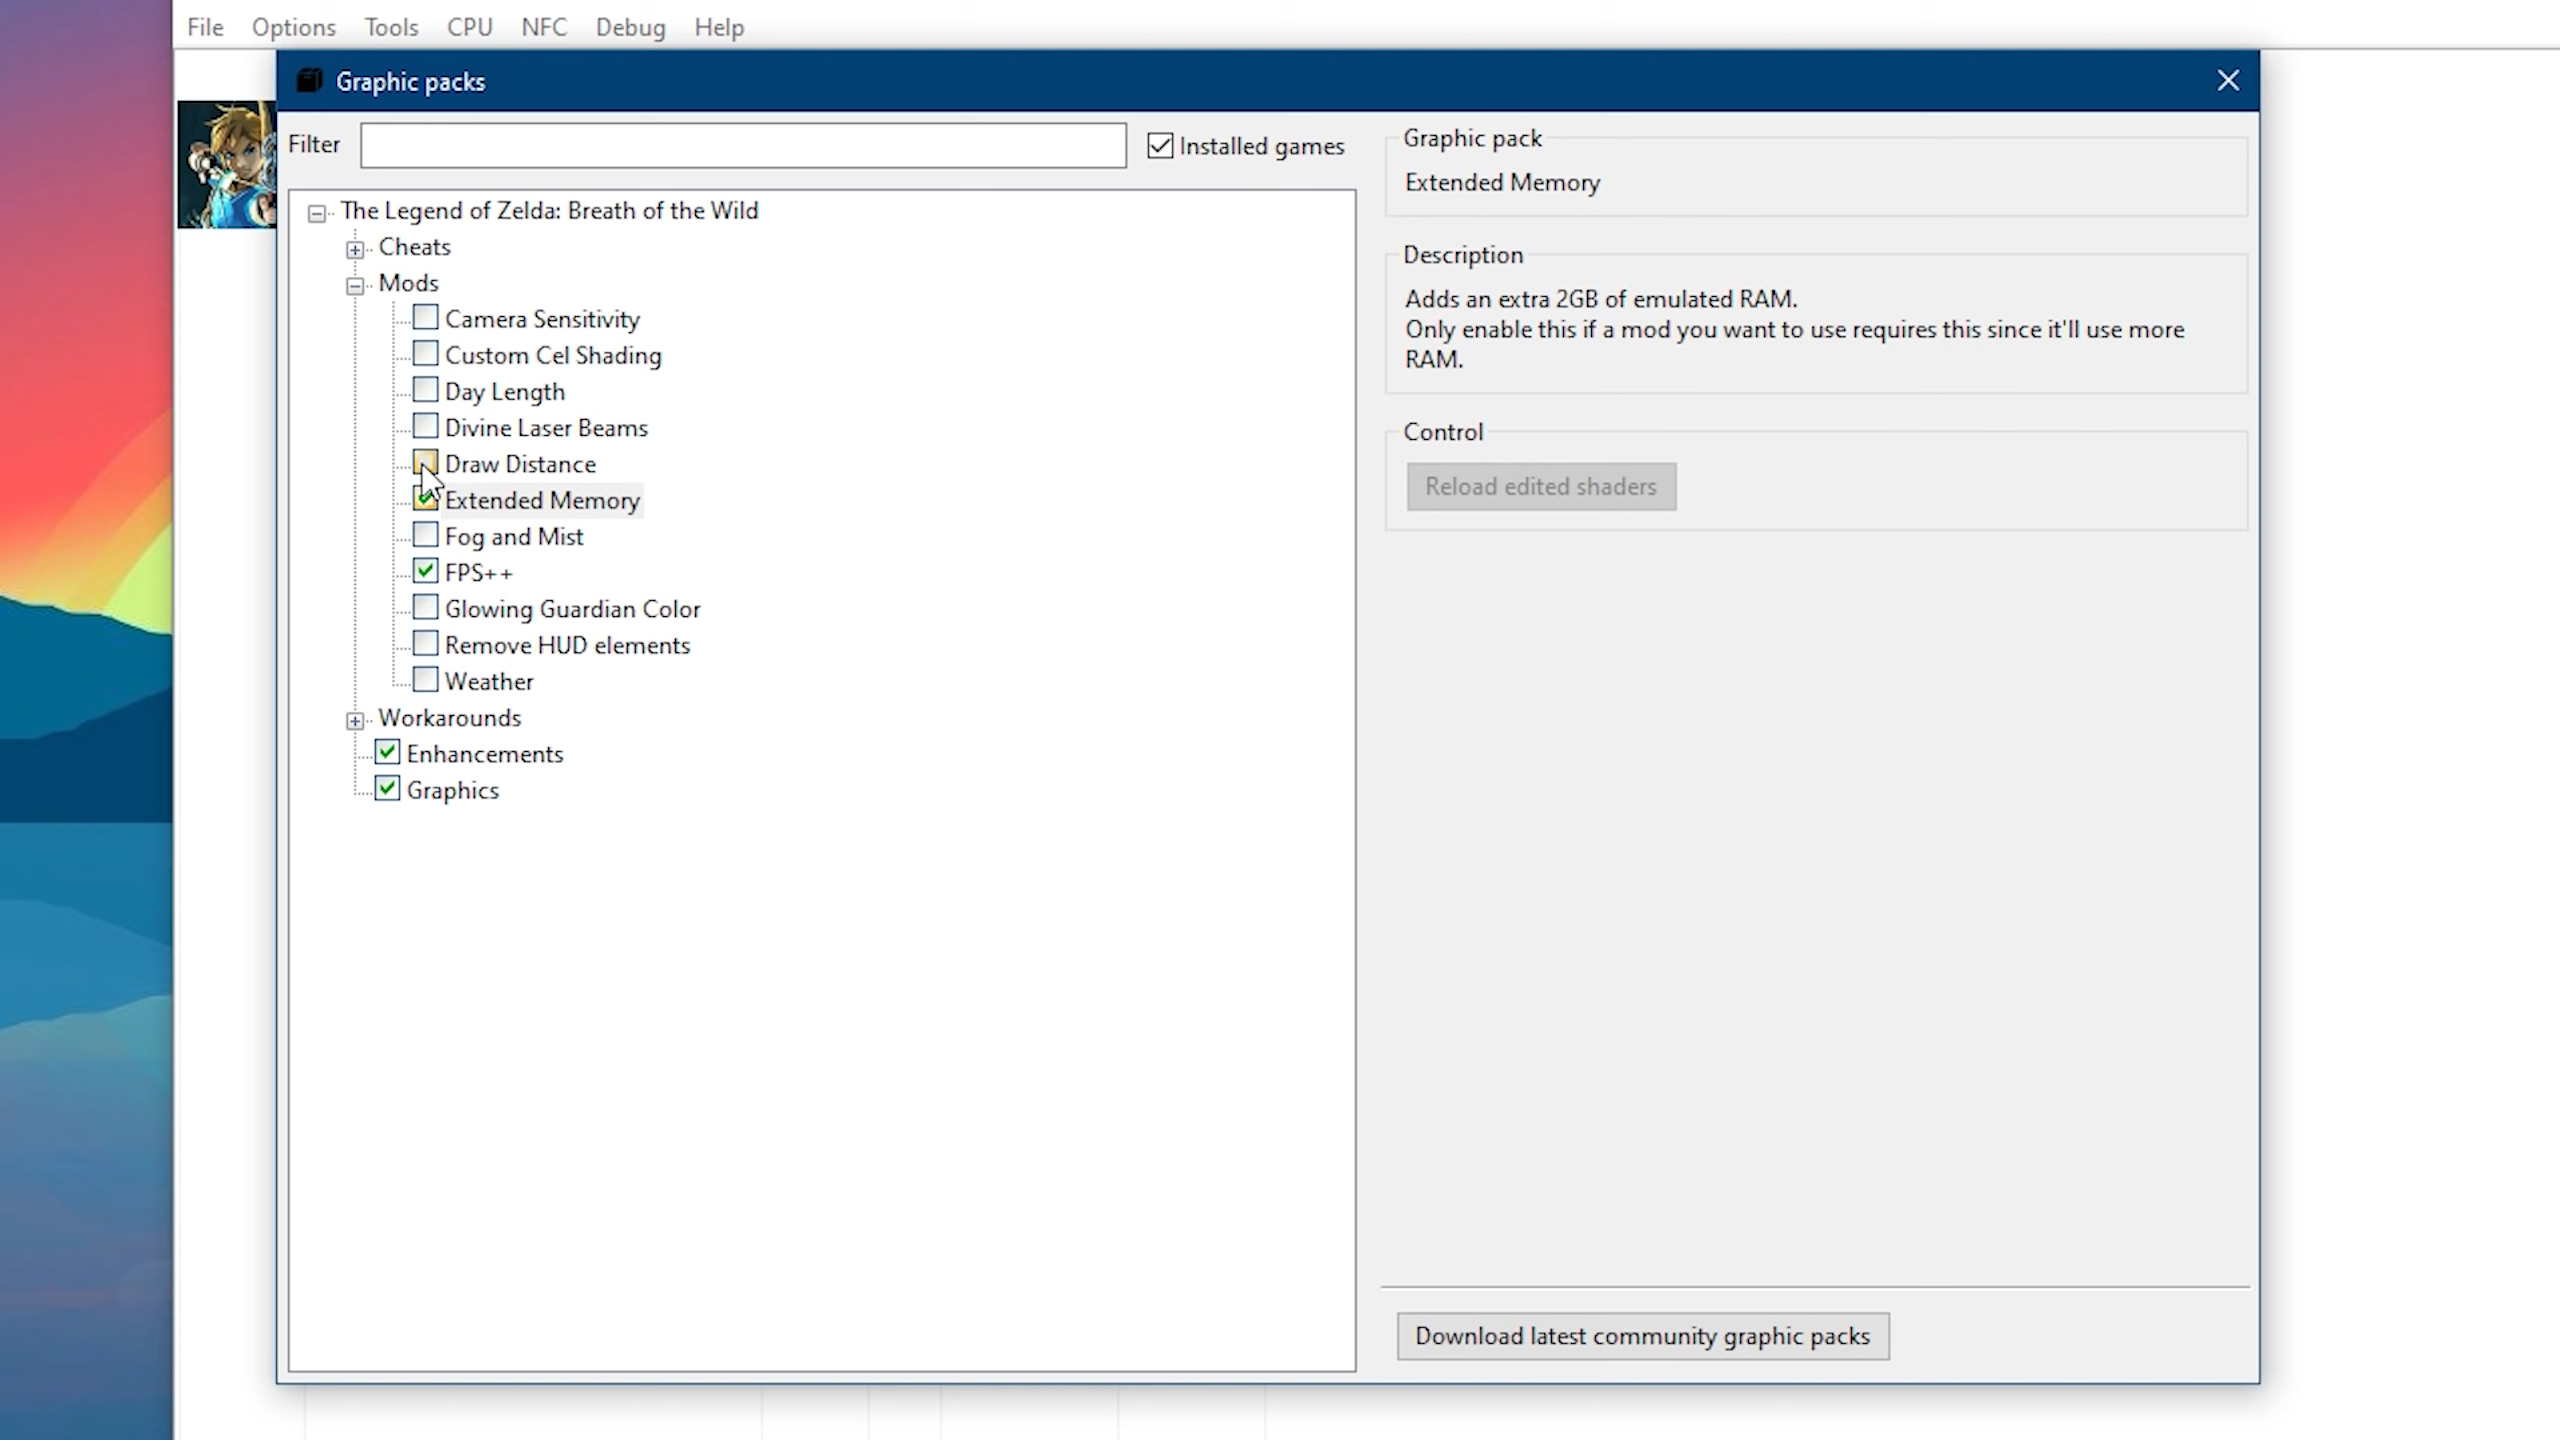 File Options Tools CPU NFC Debug Help
Graphic packs
Filter
Installed games
The Legend of Zelda: Breath of the Wild
Cheats
Mods
Camera Sensitivity
Custom Cel Shading
Day Length
Divine Laser Beams
Draw Distance
Extended Memory
Fog and Mist
FPS++
Glowing Guardian Color
Remove HUD elements
Weather
Workarounds
Enhancements
Graphics
Graphic pack
Extended Memory
Description
Adds an extra 2GB of emulated RAM.
Only enable this if a mod you want to use requires this since it'll use more
RAM.
Control
Reload edited shaders
Download latest community graphic packs